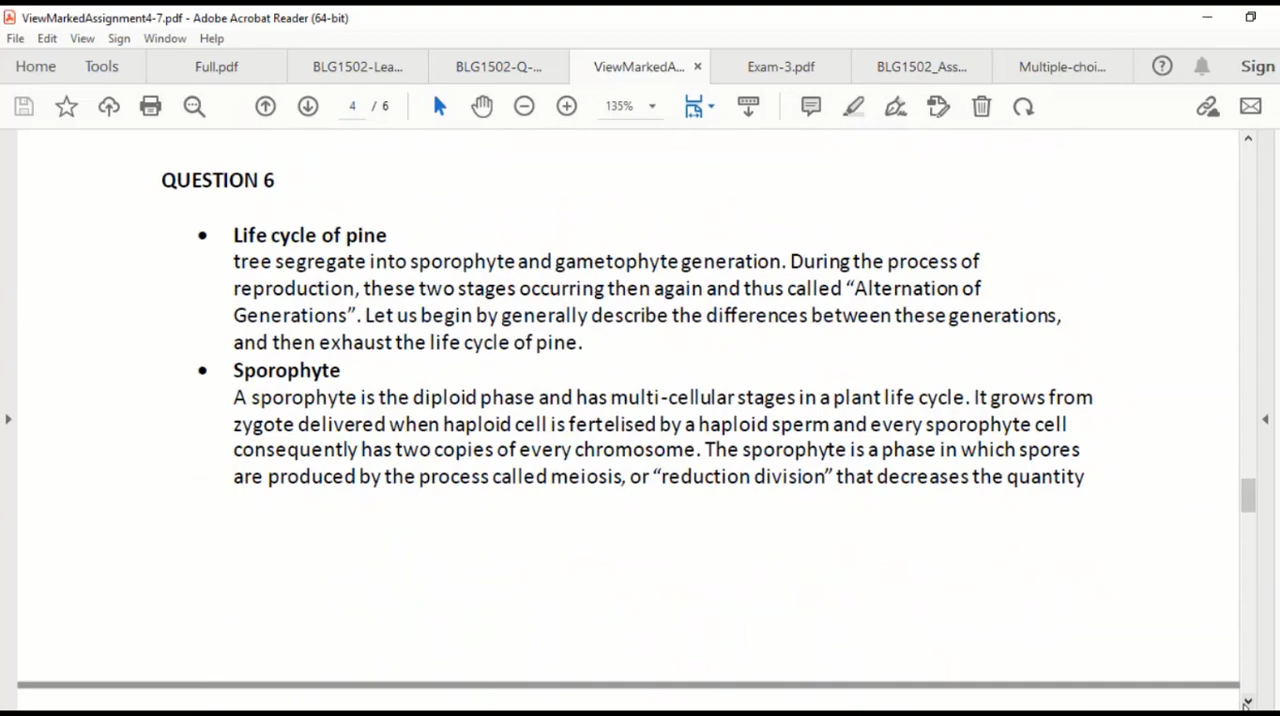 ViewMarkedAssignment4-7.pdf - Adobe Acrobat Reader (64-bit)
File Edit View Sign Window Help
Home Tools Full.pdf BLG1502-Lea... BLG1502-Q-... ViewMarkedA... × Exam-3.pdf BLG1502_Ass... Multiple-choi... Sign
4 / 6 135%
QUESTION 6
• Life cycle of pine
tree segregate into sporophyte and gametophyte generation. During the process of
reproduction, these two stages occurring then again and thus called “Alternation of
Generations”. Let us begin by generally describe the differences between these generations,
and then exhaust the life cycle of pine.
• Sporophyte
A sporophyte is the diploid phase and has multi-cellular stages in a plant life cycle. It grows from
zygote delivered when haploid cell is fertelised by a haploid sperm and every sporophyte cell
consequently has two copies of every chromosome. The sporophyte is a phase in which spores
are produced by the process called meiosis, or “reduction division” that decreases the quantity